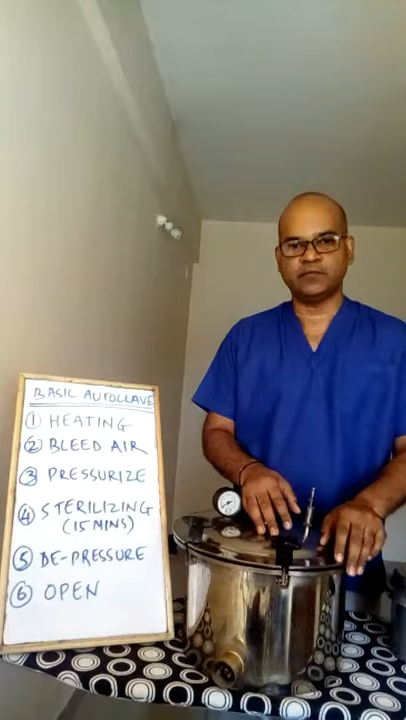 BASIC AUTOCLAVE
① HEATING
② BLEED AIR
③ PRESSURIZE
④ STERILIZING
(15 MINS)
⑤ DE-PRESSURE
⑥ OPEN